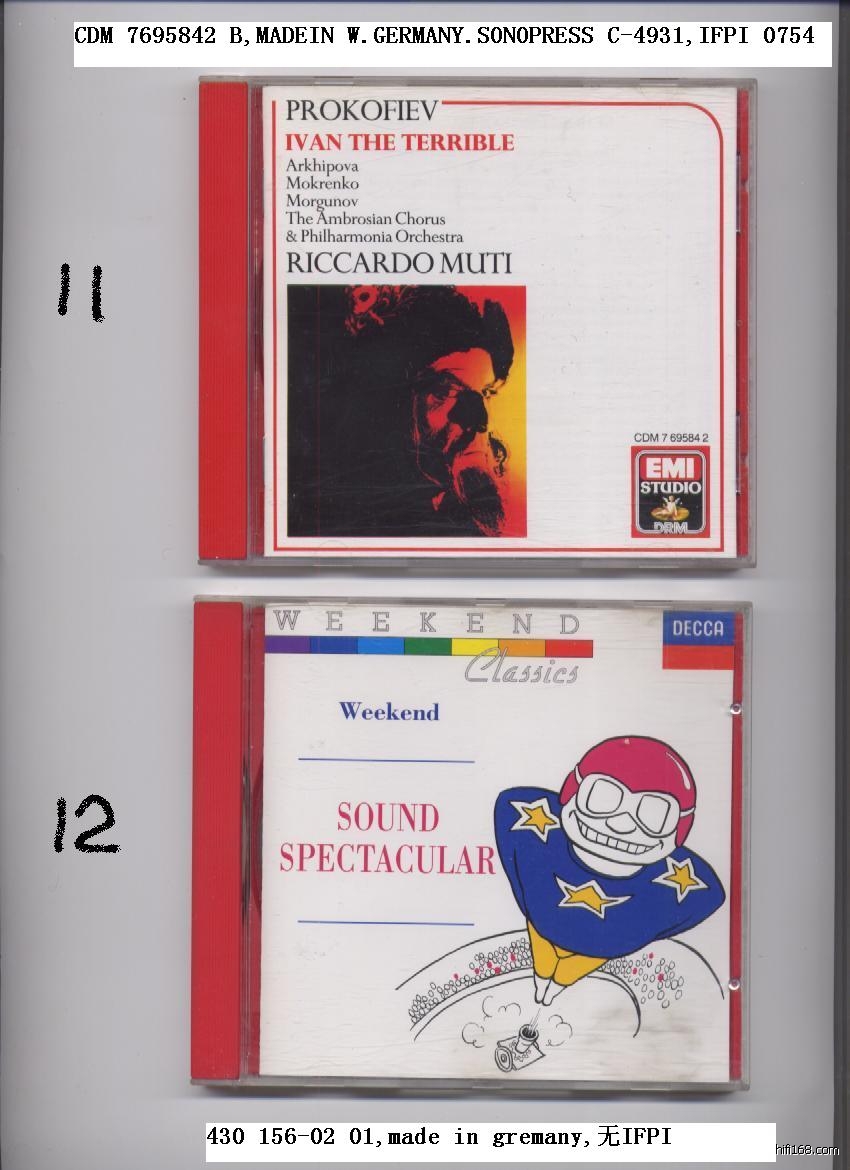 CDM 7695842 B,MADEIN W.GERMANY.SONOPRESS C-4931,IFPI 0754
PROKOFIEV
IVAN THE TERRIBLE
Arkhipova
Mokrenko
Morgunov
The Ambrosian Chorus
& Philharmonia Orchestra
RICCARDO MUTI
11
CDM 7 69584 2
EMI
STUDIO
DRM
WEEKEND
Classics
DECCA
Weekend
SOUND
SPECTACULAR
12
430 156-02 01,made in gremany,无IFPI
hifi168.com